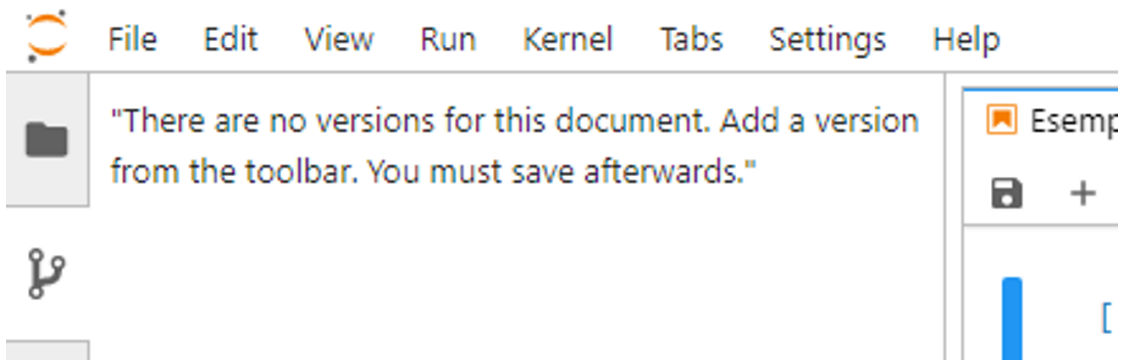 File Edit View Run Kernel Tabs Settings Help
"There are no versions for this document. Add a version
from the toolbar. You must save afterwards."
Esemp
[